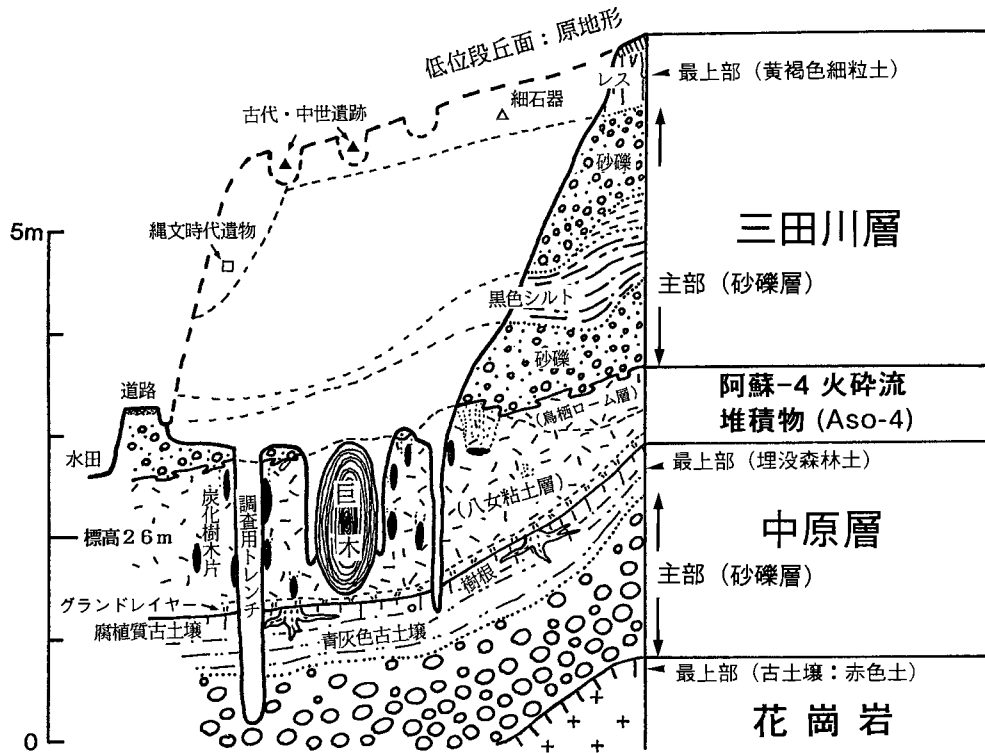 低位段丘面：原地形
レス
最上部（黄褐色細粒土）
古代・中世遺跡
細石器
砂礫
三田川層
5m
縄文時代遺物
主部（砂礫層）
黒色シルト
砂礫
阿蘇-4 火砕流
堆積物 (Aso-4)
道路
（鳥栖ローム層）
水田
最上部（埋没森林土）
（八女粘土層）
炭化樹木片
調査用トレンチ
巨樹木
中原層
標高26m
主部（砂礫層）
樹根
グランドレイヤー
腐植質古土壌
青灰色古土壌
最上部（古土壌：赤色土）
花崗岩
0